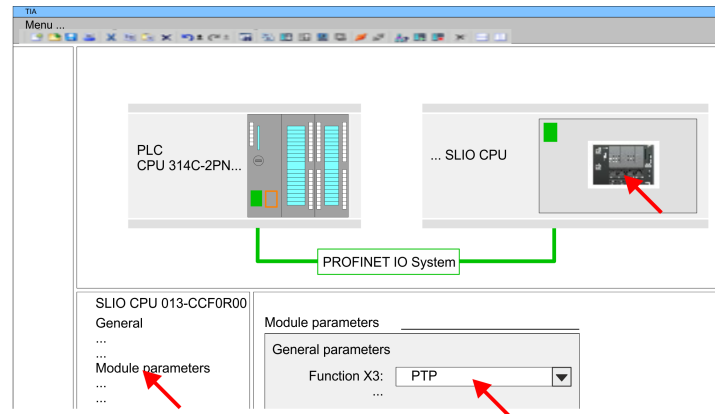 TIA
Menu ...
PLC
CPU 314C-2PN...
... SLIO CPU
PROFINET IO System
SLIO CPU 013-CCF0R00
General
...
...
Module parameters
...
...
Module parameters
General parameters
Function X3: PTP
...